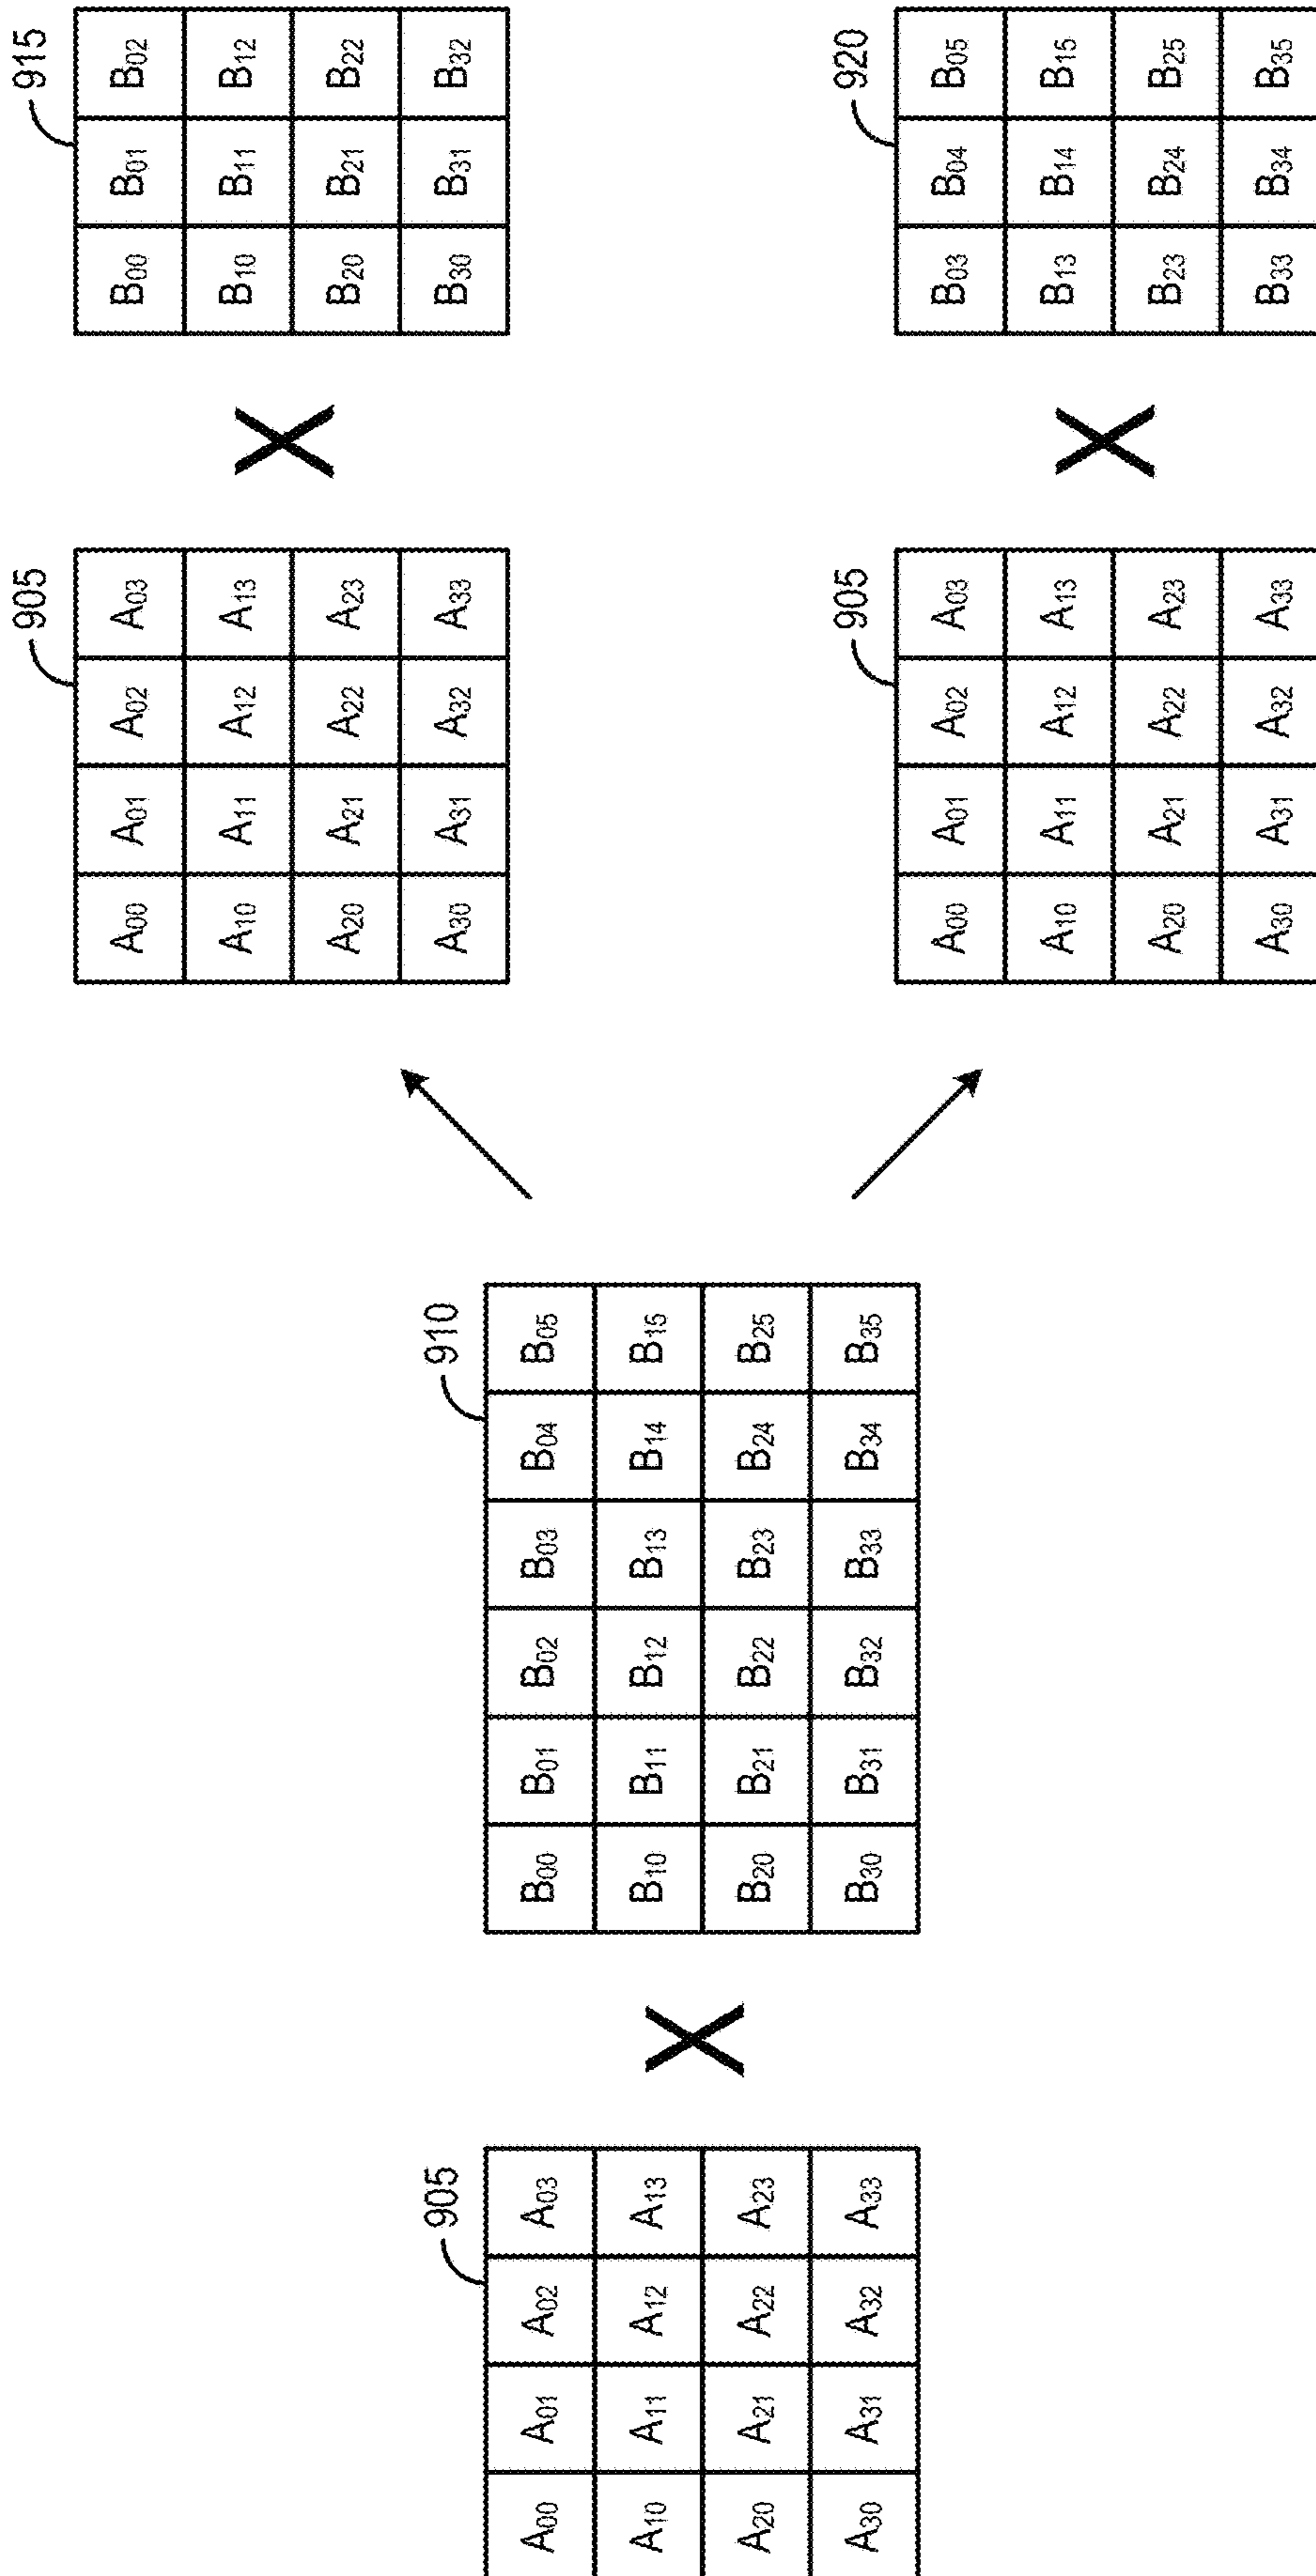 905
A00 A01 A02 A03
A10 A11 A12 A13
A20 A21 A22 A23
A30 A31 A32 A33
X
910
B00 B01 B02 B03 B04 B05
B10 B11 B12 B13 B14 B15
B20 B21 B22 B23 B24 B25
B30 B31 B32 B33 B34 B35
905
A00 A01 A02 A03
A10 A11 A12 A13
A20 A21 A22 A23
A30 A31 A32 A33
X
915
B00 B01 B02
B10 B11 B12
B20 B21 B22
B30 B31 B32
905
A00 A01 A02 A03
A10 A11 A12 A13
A20 A21 A22 A23
A30 A31 A32 A33
X
920
B03 B04 B05
B13 B14 B15
B23 B24 B25
B33 B34 B35